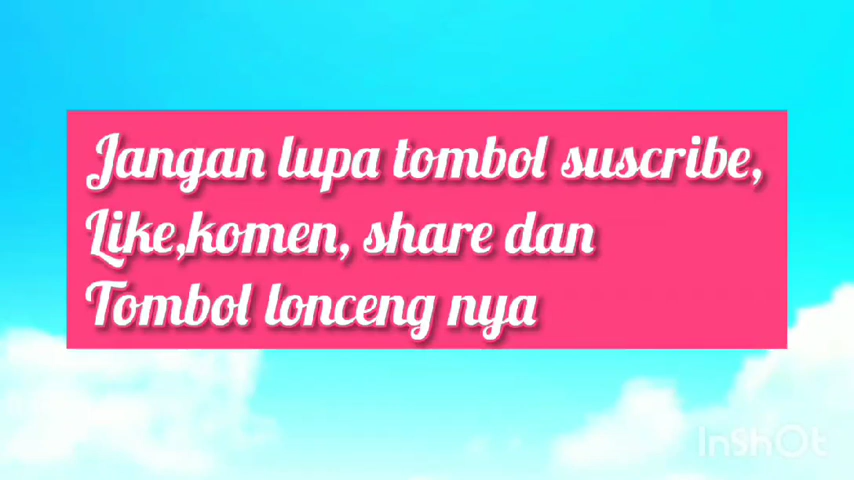 Jangan lupa tombol suscribe,
Like,komen, share dan
Tombol lonceng nya
InShOt